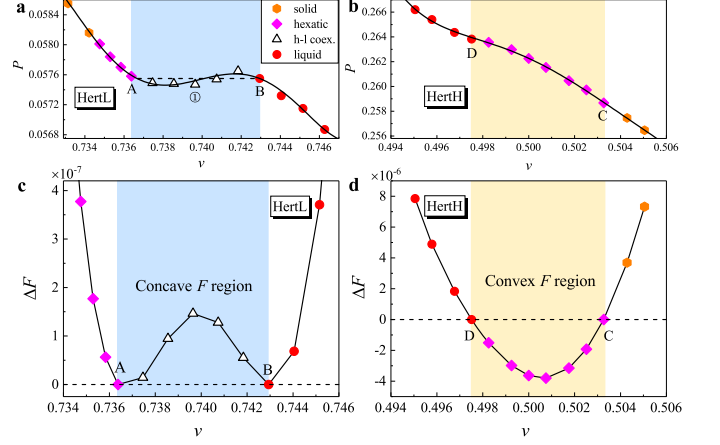 a
0.0584
0.0580
0.0576
0.0572
0.0568
P
0.734 0.736 0.738 0.740 0.742 0.744 0.746
v
HertL
A
①
B
solid
hexatic
h-l coex.
liquid
b
0.266
0.264
0.262
0.260
0.258
0.256
P
0.494 0.496 0.498 0.500 0.502 0.504 0.506
v
HertH
D
C
c
×10⁻⁷
4
3
2
1
0
ΔF
0.734 0.736 0.738 0.740 0.742 0.744 0.746
v
HertL
Concave F region
A
B
d
×10⁻⁶
8
6
4
2
0
-2
-4
ΔF
0.494 0.496 0.498 0.500 0.502 0.504 0.506
v
HertH
Convex F region
D
C